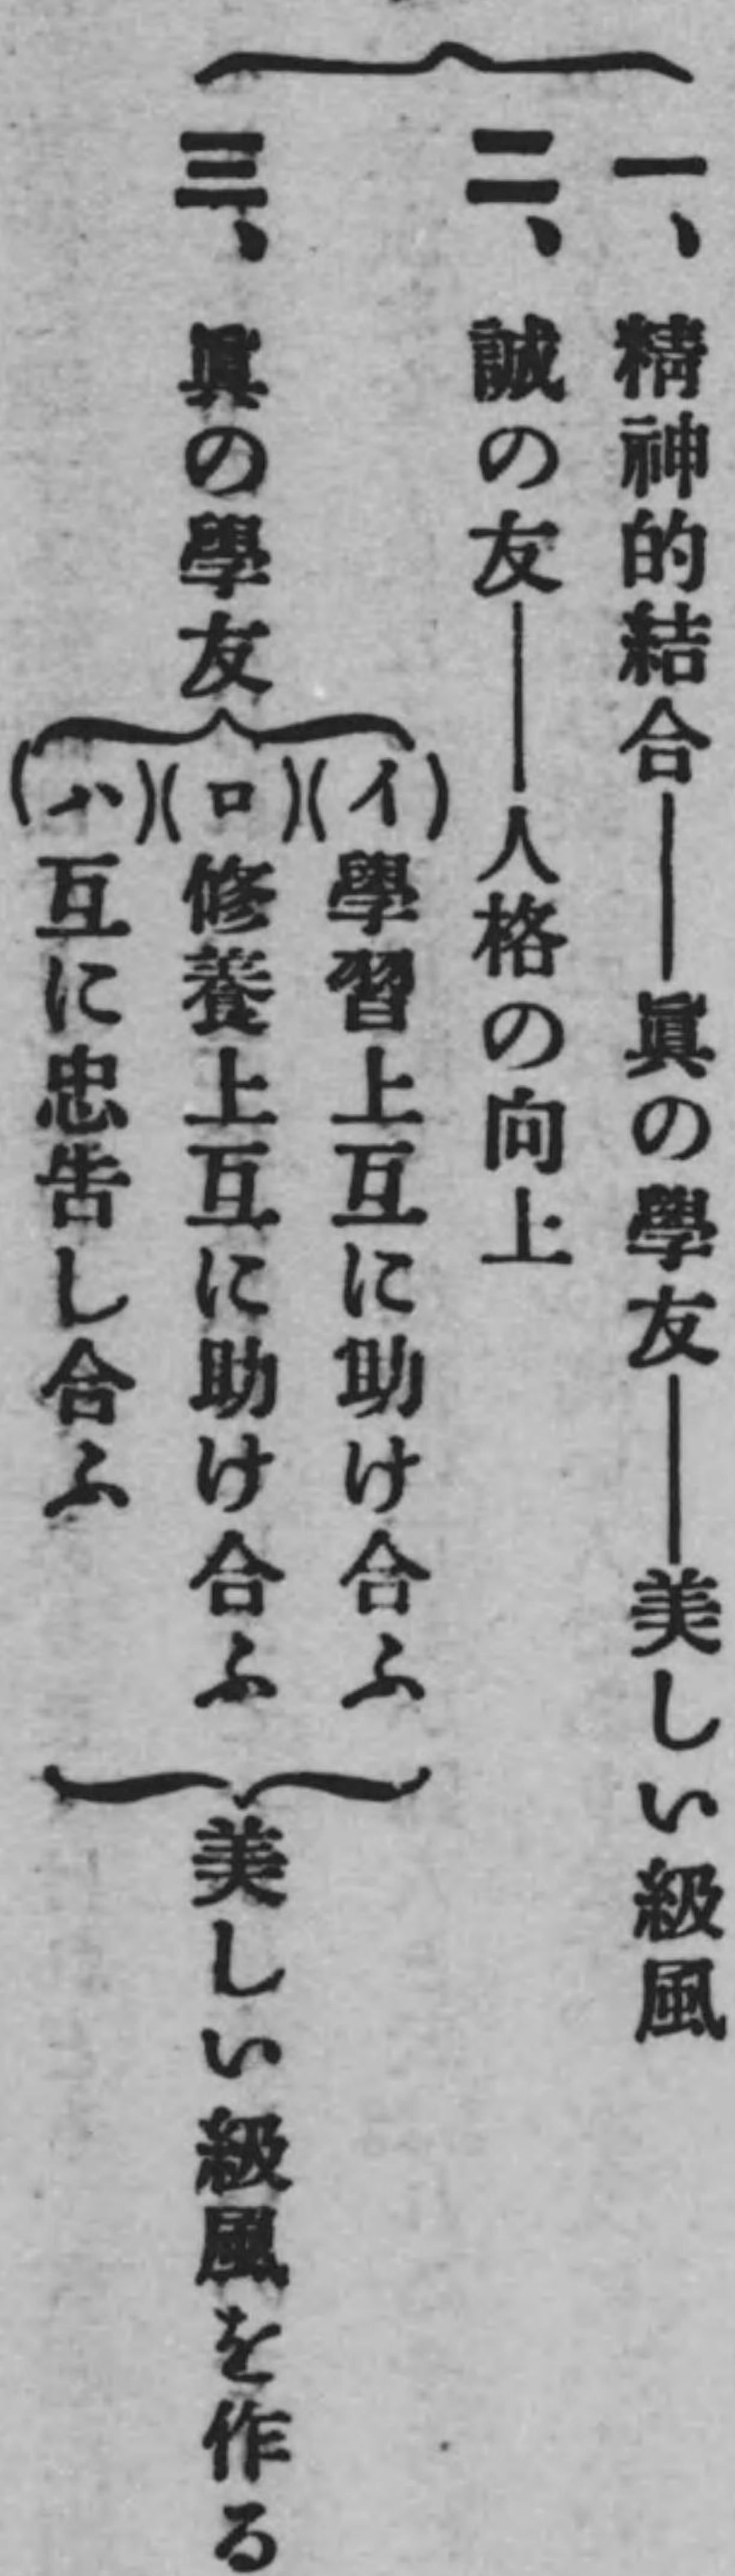 一、精神的結合――眞の學友――美しい級風
二、誠の友――人格の向上
三、眞の學友
(イ)學習上互に助け合ふ
(ロ)修養上互に助け合ふ
(ハ)互に忠告し合ふ
美しい級風を作る